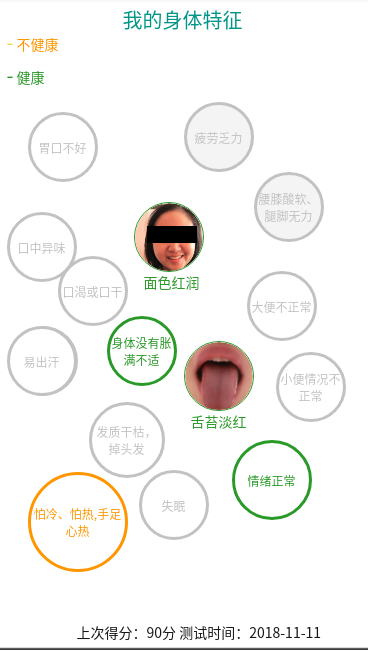 我的身体特征
- 不健康
- 健康
胃口不好
疲劳乏力
腰膝酸软、
腿脚无力
口中异味
面色红润
口渴或口干
大便不正常
身体没有胀
满不适
易出汗
小便情况不
正常
舌苔淡红
发质干枯，
掉头发
情绪正常
失眠
怕冷、怕热,手足
心热
上次得分：90分 测试时间：2018-11-11